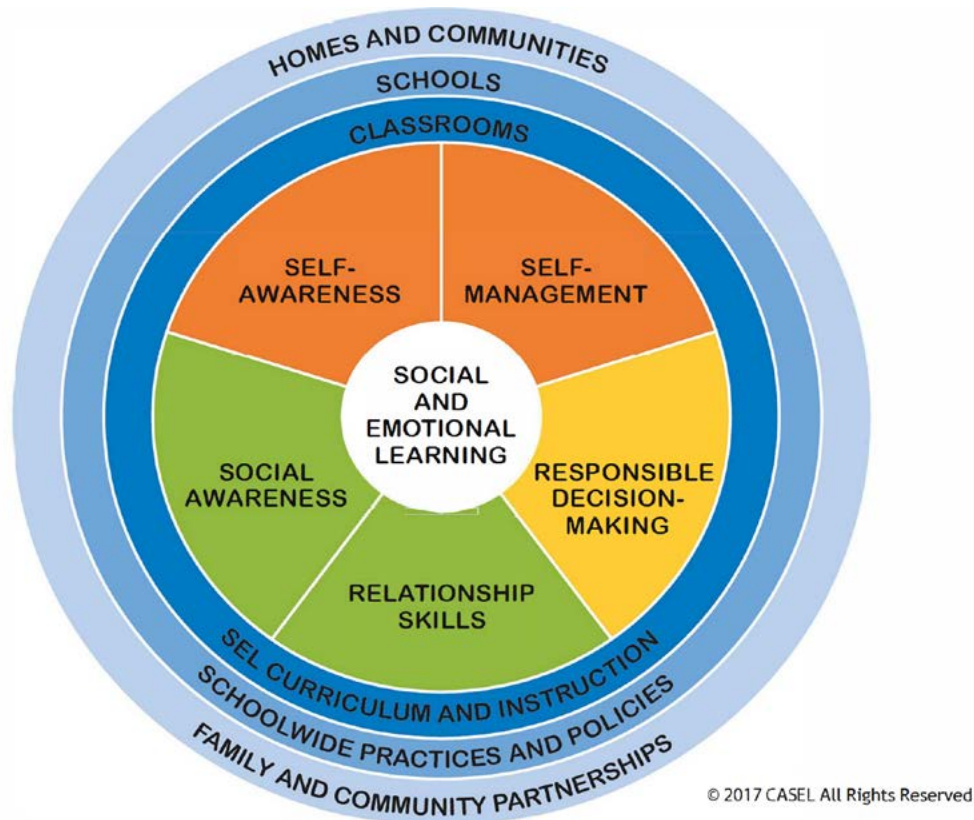 HOMES AND COMMUNITIES
SCHOOLS
CLASSROOMS
SELF-
AWARENESS
SELF-
MANAGEMENT
SOCIAL
AND
EMOTIONAL
LEARNING
SOCIAL
AWARENESS
RESPONSIBLE
DECISION-
MAKING
RELATIONSHIP
SKILLS
SEL CURRICULUM AND INSTRUCTION
SCHOOLWIDE PRACTICES AND POLICIES
FAMILY AND COMMUNITY PARTNERSHIPS
© 2017 CASEL All Rights Reserved